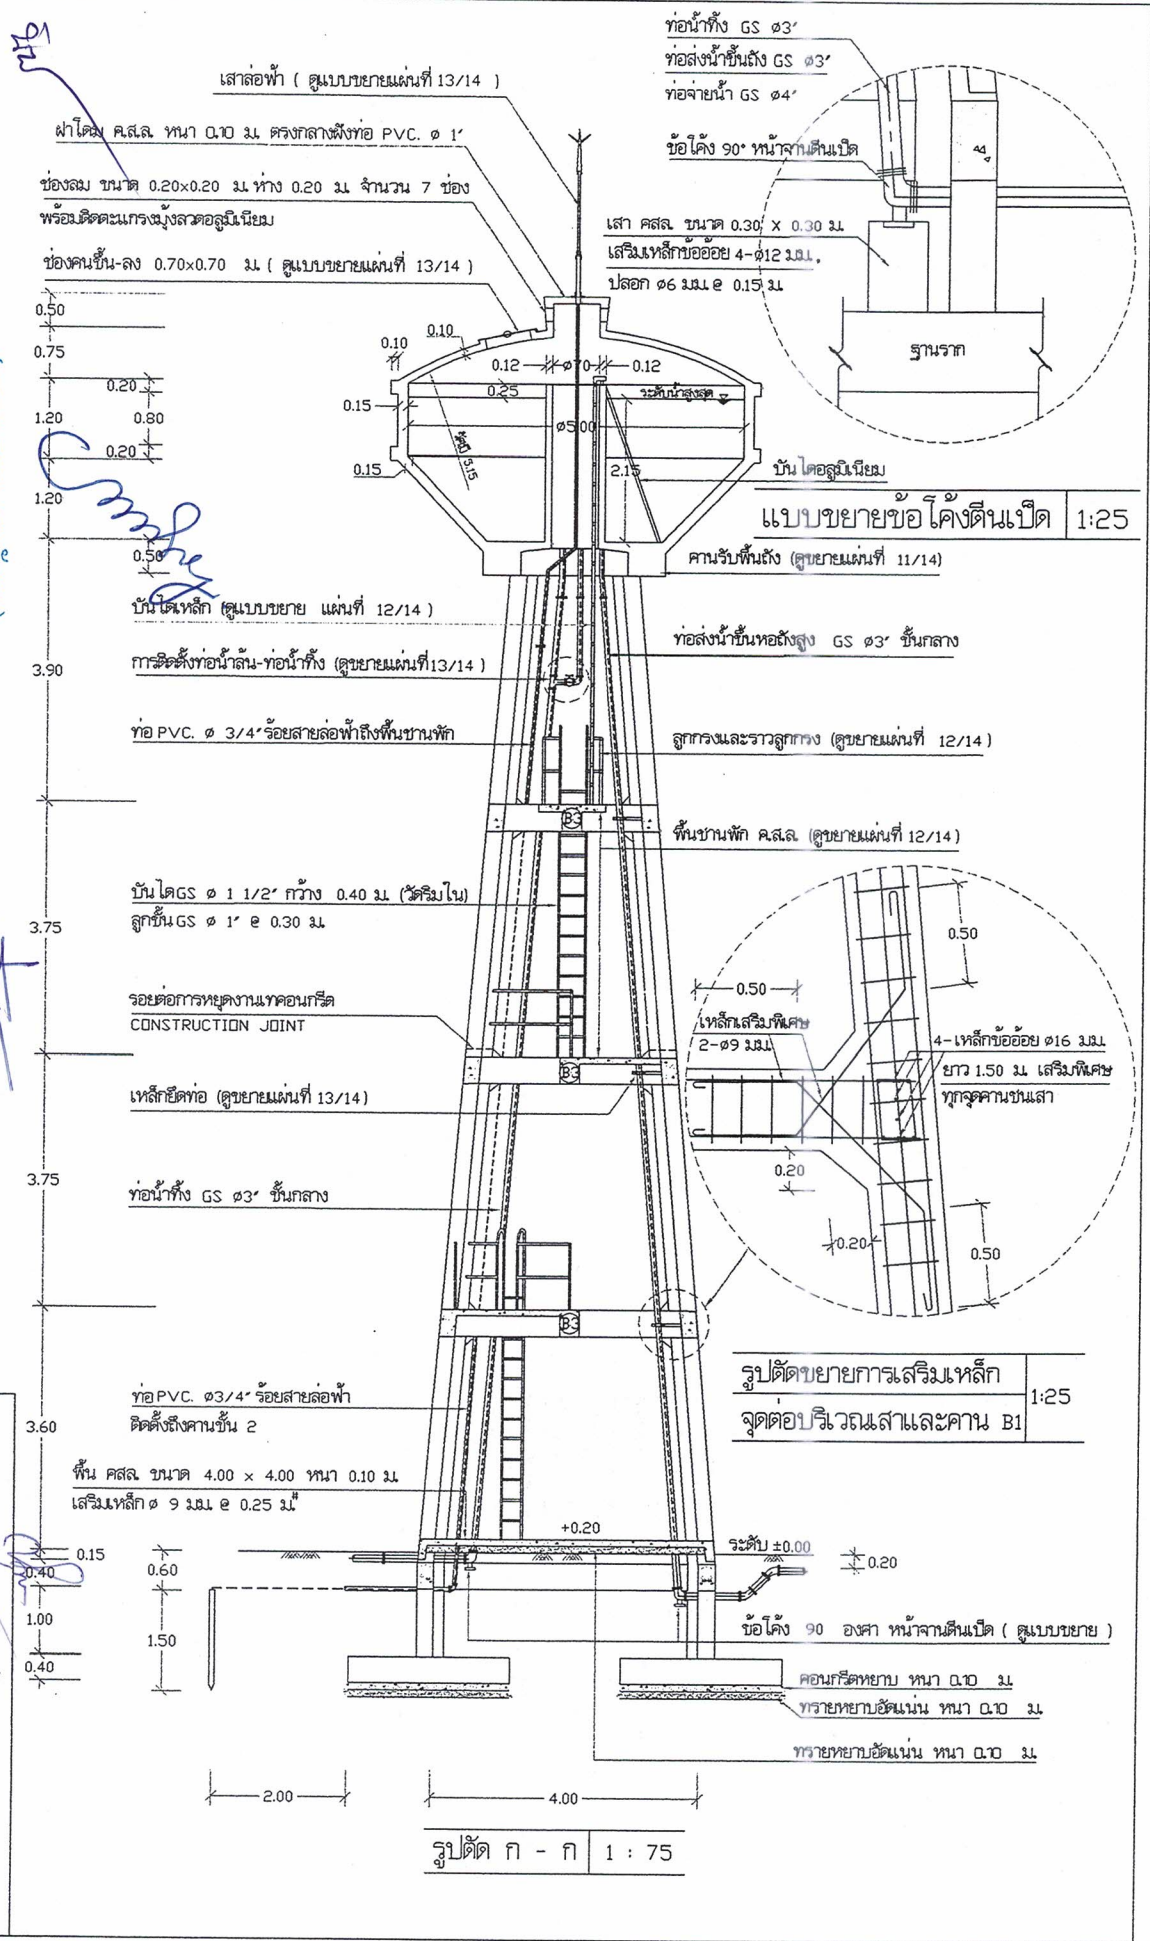 ท่อน้ำทิ้ง GS ø3"
ท่อส่งน้ำขึ้นถัง GS ø3"
ท่อจ่ายน้ำ GS ø4"
ข้อโค้ง 90° หน้าจานตีนเป็ด
เสา คสล. ขนาด 0.30 X 0.30 ม.
เสริมเหล็กข้ออ้อย 4-ø12 มม.
ปลอก ø6 มม. @ 0.15 ม.
ฐานราก
แบบขยายข้อโค้งตีนเป็ด 1:25
เสาล่อฟ้า ( ดูแบบขยายแผ่นที่ 13/14 )
ฝาโดม ค.ส.ล. หนา 0.10 ม. ตรงกลางฝังท่อ PVC. ø 1"
ช่องลม ขนาด 0.20x0.20 ม. ห่าง 0.20 ม. จำนวน 7 ช่อง
พร้อมติดตะแกรงมุ้งลวดอลูมิเนียม
ช่องคนขึ้น-ลง 0.70x0.70 ม. ( ดูแบบขยายแผ่นที่ 13/14 )
0.50
0.75
0.20
1.20
0.80
0.20
1.20
0.50
3.90
3.75
3.75
3.60
0.15
0.40
0.60
1.00
1.50
0.40
0.10
0.10
0.12
ø70
0.12
0.25
ระดับน้ำสูงสุด
0.15
ø5.00
รัศมี 3.15
0.15
2.15
บันไดอลูมิเนียม
คานรับพื้นถัง (ดูขยายแผ่นที่ 11/14)
บันไดเหล็ก (ดูแบบขยาย แผ่นที่ 12/14 )
ท่อส่งน้ำขึ้นหอถังสูง GS ø3" ชั้นกลาง
การติดตั้งท่อน้ำล้น-ท่อน้ำทิ้ง (ดูขยายแผ่นที่ 13/14 )
ท่อ PVC. ø 3/4" ร้อยสายล่อฟ้าถึงพื้นชานพัก
ลูกกรงและราวลูกกรง (ดูขยายแผ่นที่ 12/14 )
B3
พื้นชานพัก ค.ส.ล. (ดูขยายแผ่นที่ 12/14 )
บันได GS ø 1 1/2" กว้าง 0.40 ม. (วัดริมใน)
ลูกขั้น GS ø 1" @ 0.30 ม.
รอยต่อการหยุดงานเทคอนกรีต
CONSTRUCTION JOINT
B3
เหล็กยึดท่อ (ดูขยายแผ่นที่ 13/14)
ท่อน้ำทิ้ง GS ø3" ชั้นกลาง
B3
0.50
0.50
เหล็กเสริมพิเศษ
2-ø9 มม.
4-เหล็กข้ออ้อย ø16 มม.
ยาว 1.50 ม. เสริมพิเศษ
ทุกจุดคานชนเสา
0.20
0.20
0.50
รูปตัดขยายการเสริมเหล็ก
จุดต่อบริเวณเสาและคาน B1
1:25
ท่อ PVC. ø3/4" ร้อยสายล่อฟ้า
ติดตั้งถึงคานชั้น 2
พื้น คสล. ขนาด 4.00 x 4.00 หนา 0.10 ม.
เสริมเหล็ก ø 9 มม. @ 0.25 ม.#
+0.20
ระดับ ±0.00
0.20
ข้อโค้ง 90 องศา หน้าจานตีนเป็ด ( ดูแบบขยาย )
คอนกรีตหยาบ หนา 0.10 ม.
ทรายหยาบอัดแน่น หนา 0.10 ม.
ทรายหยาบอัดแน่น หนา 0.10 ม.
2.00
4.00
รูปตัด ก - ก 1 : 75